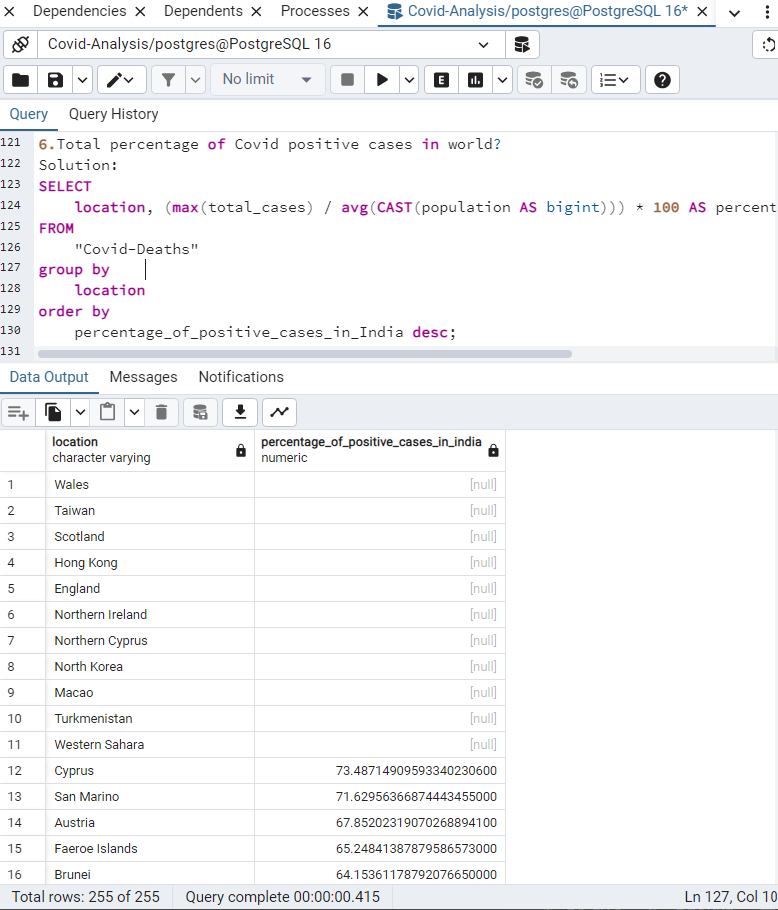 Dependencies Dependents Processes Covid-Analysis/postgres@PostgreSQL 16*
Covid-Analysis/postgres@PostgreSQL 16
No limit E
Query Query History
121 6.Total percentage of Covid positive cases in world?
122 Solution:
123 SELECT
124 location, (max(total_cases) / avg(CAST(population AS bigint))) * 100 AS percent
125 FROM
126 "Covid-Deaths"
127 group by
128 location
129 order by
130 percentage_of_positive_cases_in_India desc;
131
Data Output Messages Notifications
location percentage_of_positive_cases_in_india
character varying numeric
1 Wales [null]
2 Taiwan [null]
3 Scotland [null]
4 Hong Kong [null]
5 England [null]
6 Northern Ireland [null]
7 Northern Cyprus [null]
8 North Korea [null]
9 Macao [null]
10 Turkmenistan [null]
11 Western Sahara [null]
12 Cyprus 73.48714909593340230600
13 San Marino 71.62956366874443455000
14 Austria 67.85202319070268894100
15 Faeroe Islands 65.24841387879586573000
16 Brunei 64.15361178792076650000
Total rows: 255 of 255 Query complete 00:00:00.415 Ln 127, Col 10